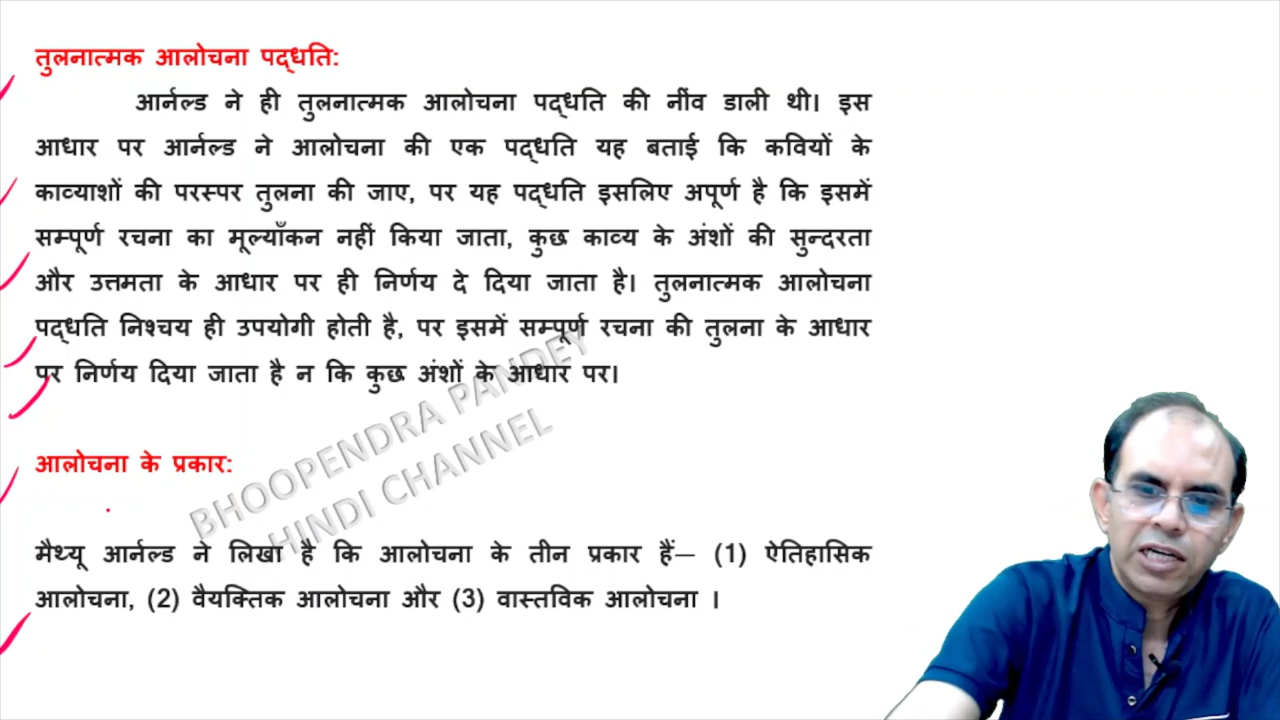 तुलनात्मक आलोचना पद्धति:
आर्नल्ड ने ही तुलनात्मक आलोचना पद्धति की नींव डाली थी। इस
आधार पर आर्नल्ड ने आलोचना की एक पद्धति यह बताई कि कवियों के
काव्याशों की परस्पर तुलना की जाए, पर यह पद्धति इसलिए अपूर्ण है कि इसमें
सम्पूर्ण रचना का मूल्याँकन नहीं किया जाता, कुछ काव्य के अंशों की सुन्दरता
और उत्तमता के आधार पर ही निर्णय दे दिया जाता है। तुलनात्मक आलोचना
पद्धति निश्चय ही उपयोगी होती है, पर इसमें सम्पूर्ण रचना की तुलना के आधार
पर निर्णय दिया जाता है न कि कुछ अंशों के आधार पर।
BHOOPENDRA PANDEY
HINDI CHANNEL
आलोचना के प्रकार:
मैथ्यू आर्नल्ड ने लिखा है कि आलोचना के तीन प्रकार हैं— (1) ऐतिहासिक
आलोचना, (2) वैयक्तिक आलोचना और (3) वास्तविक आलोचना ।